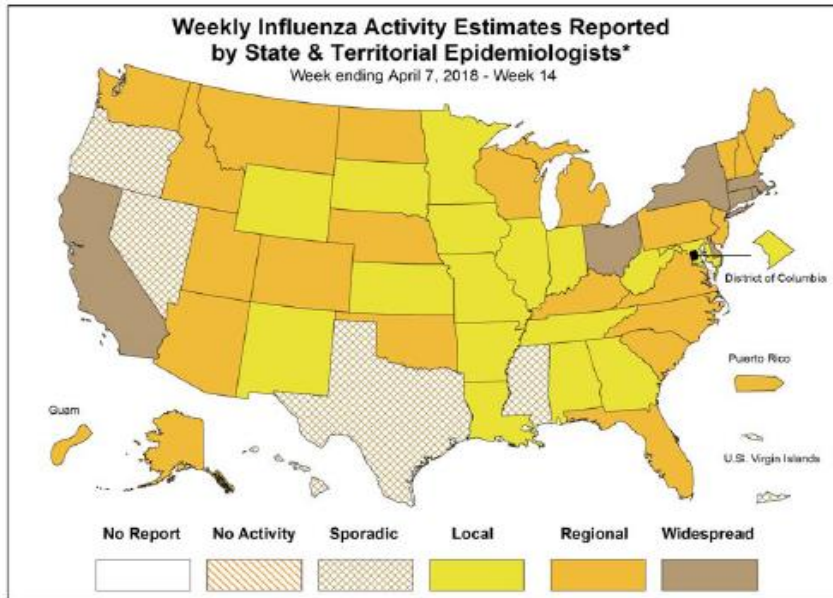 Weekly Influenza Activity Estimates Reported
by State & Territorial Epidemiologists*
Week ending April 7, 2018 - Week 14
District of Columbia
Puerto Rico
Guam
U.S. Virgin Islands
No Report No Activity Sporadic Local Regional Widespread